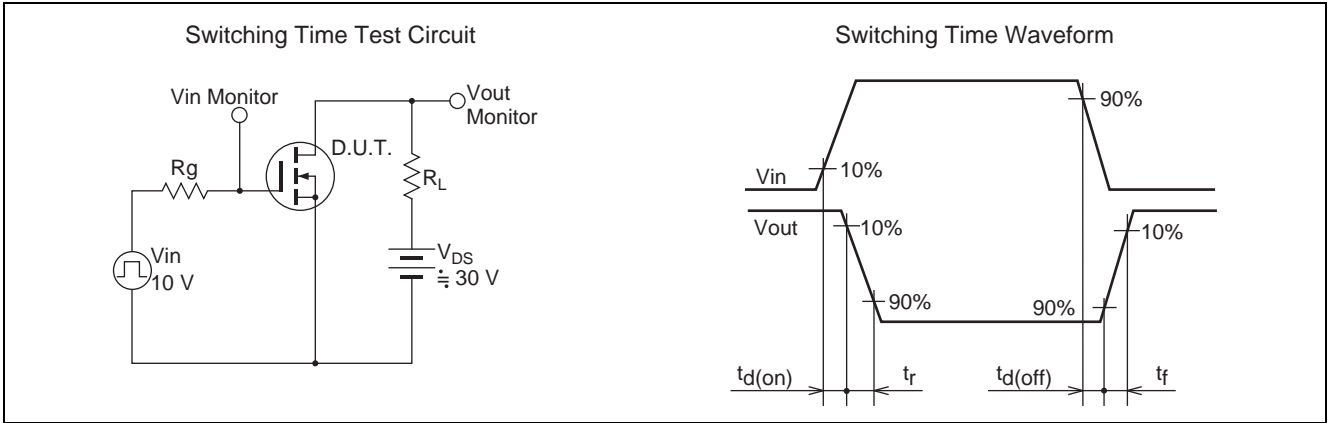 Switching Time Test Circuit
Vin Monitor
Vout
Monitor
D.U.T.
Rg
RL
Vin
10 V
VDS
≒ 30 V
Switching Time Waveform
90%
10%
Vin
Vout
10%
10%
90%
90%
td(on)
tr
td(off)
tf